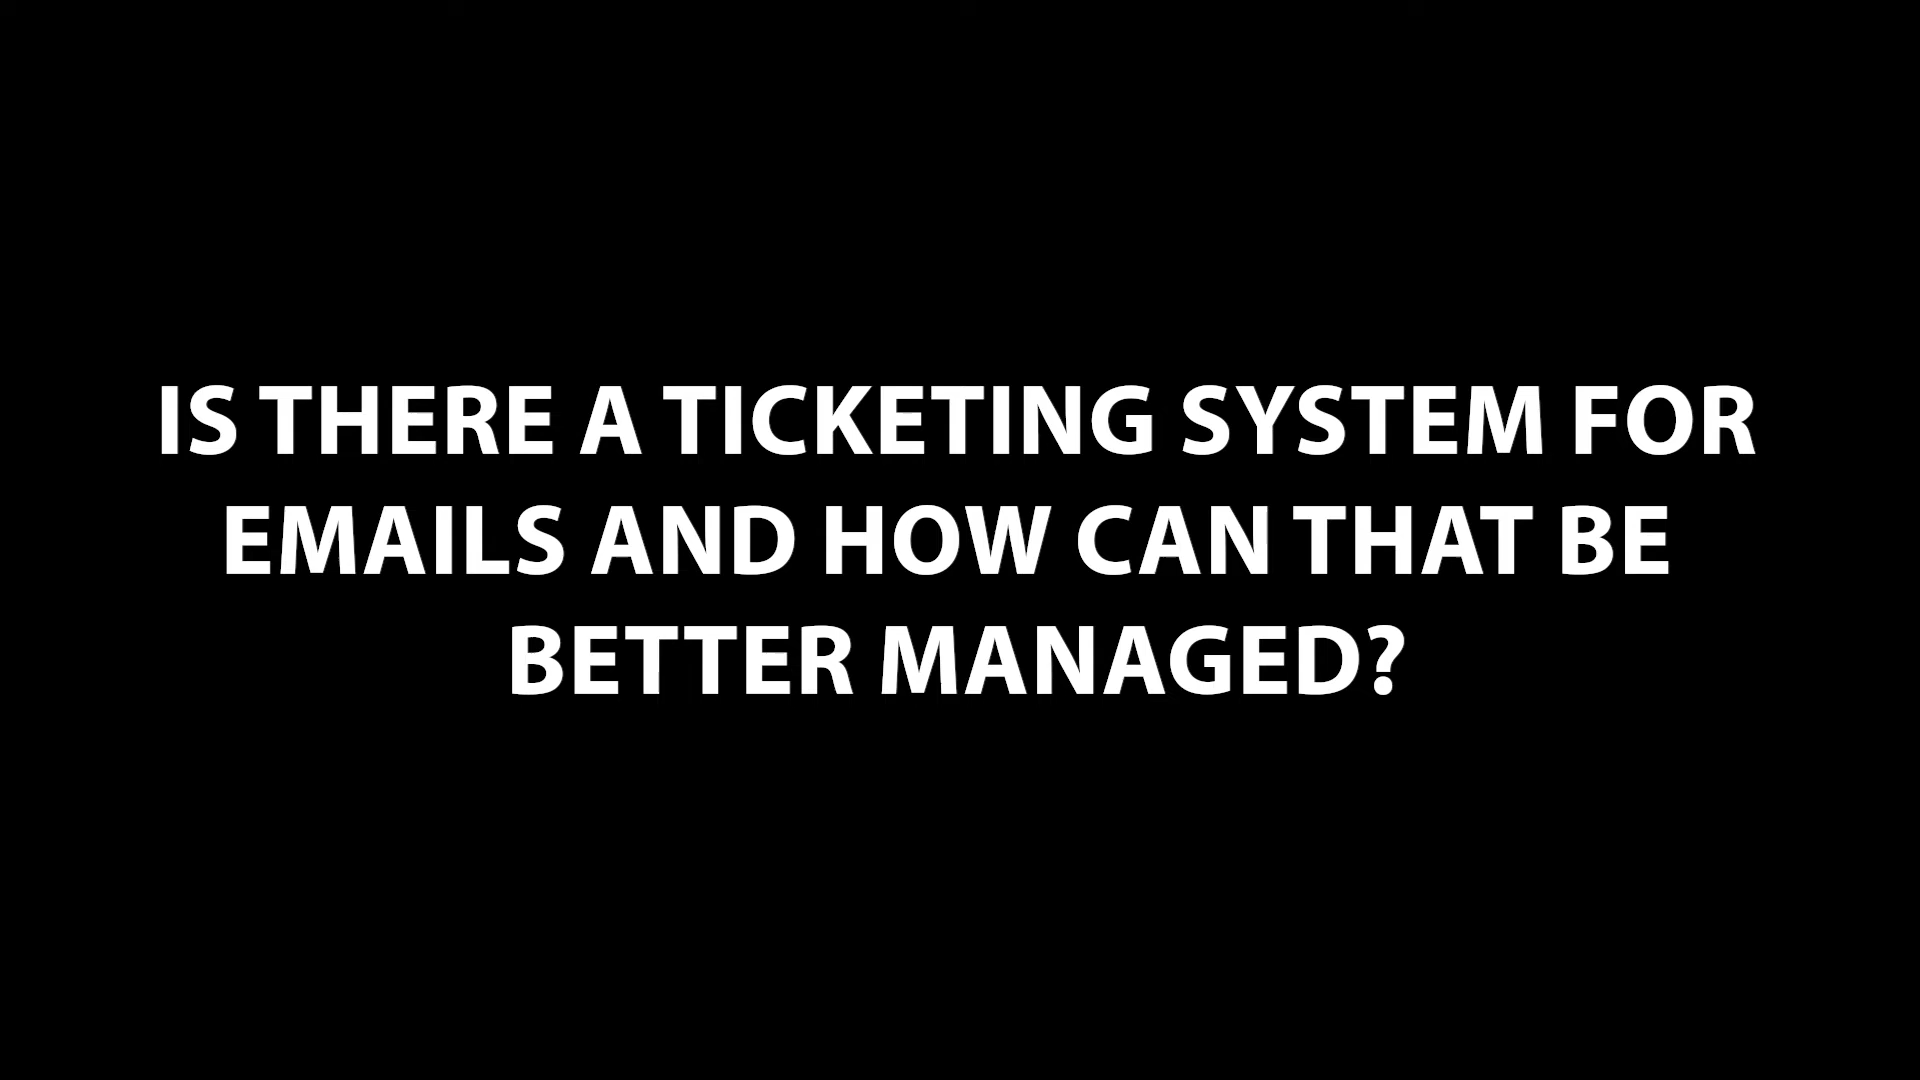 IS THERE A TICKETING SYSTEM FOR
EMAILS AND HOW CAN THAT BE
BETTER MANAGED?